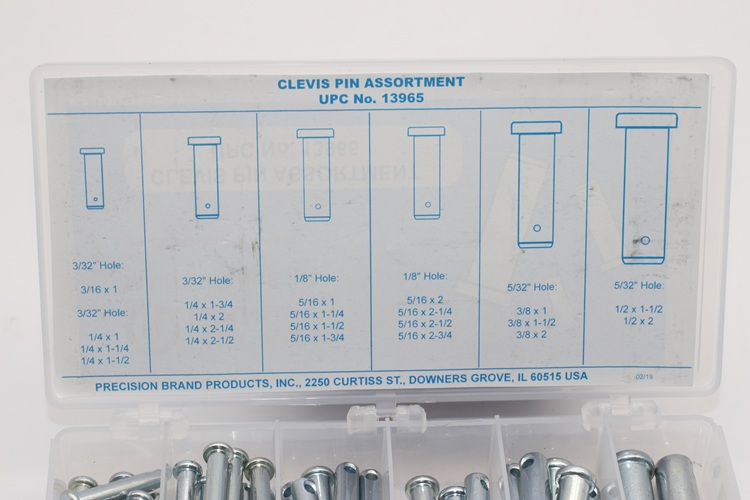 CLEVIS PIN ASSORTMENT
UPC No. 13965
3/32" Hole:
3/16 x 1
3/32" Hole:
1/4 x 1
1/4 x 1-1/4
1/4 x 1-1/2
3/32" Hole:
1/4 x 1-3/4
1/4 x 2
1/4 x 2-1/4
1/4 x 2-1/2
1/8" Hole:
5/16 x 1
5/16 x 1-1/4
5/16 x 1-1/2
5/16 x 1-3/4
1/8" Hole:
5/16 x 2
5/16 x 2-1/4
5/16 x 2-1/2
5/16 x 2-3/4
5/32" Hole:
3/8 x 1
3/8 x 1-1/2
3/8 x 2
5/32" Hole:
1/2 x 1-1/2
1/2 x 2
PRECISION BRAND PRODUCTS, INC., 2250 CURTISS ST., DOWNERS GROVE, IL 60515 USA